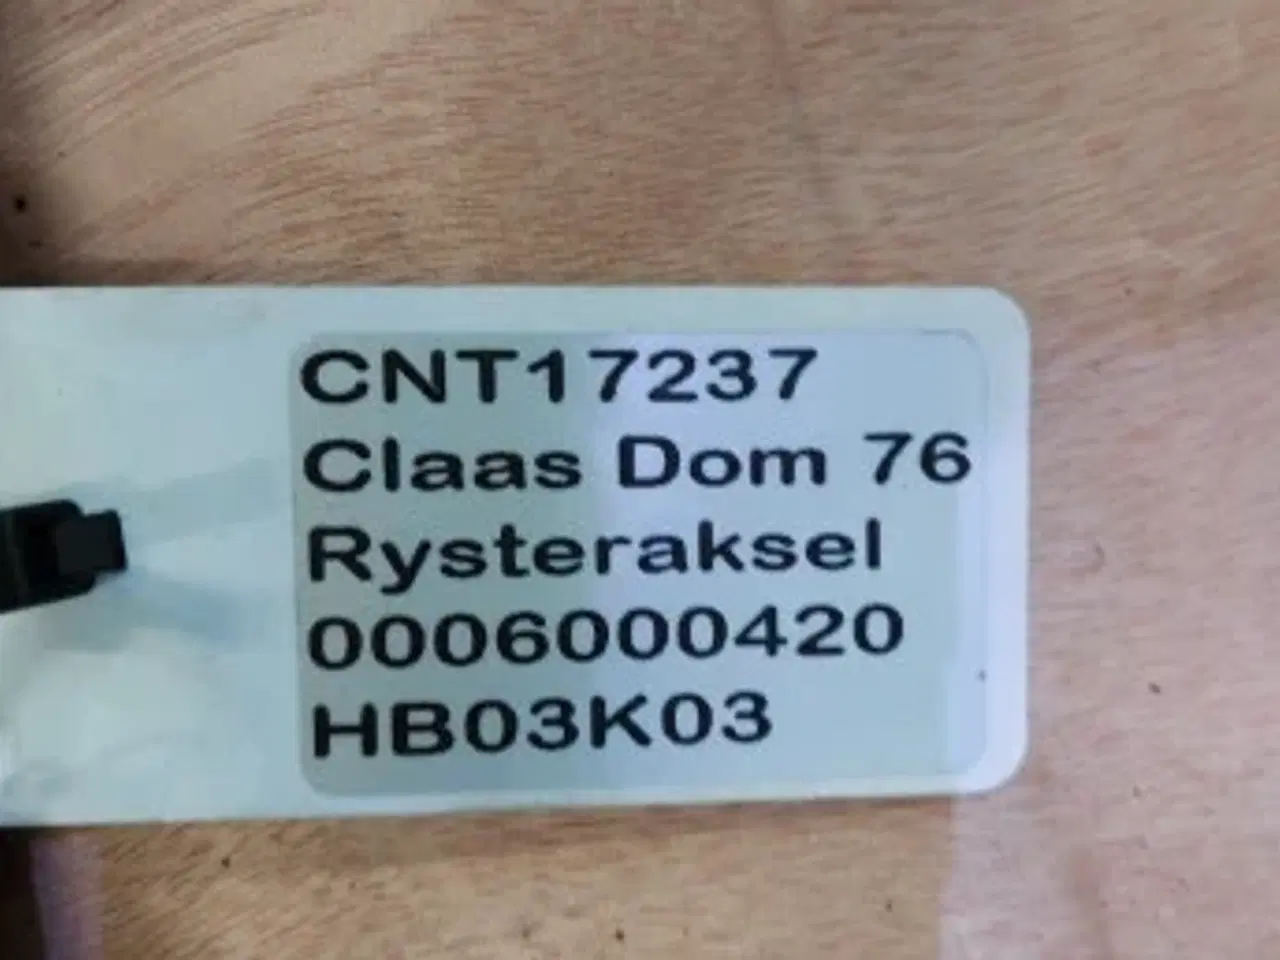 CNT17237
Claas Dom 76
Rysteraksel
0006000420
HB03K03